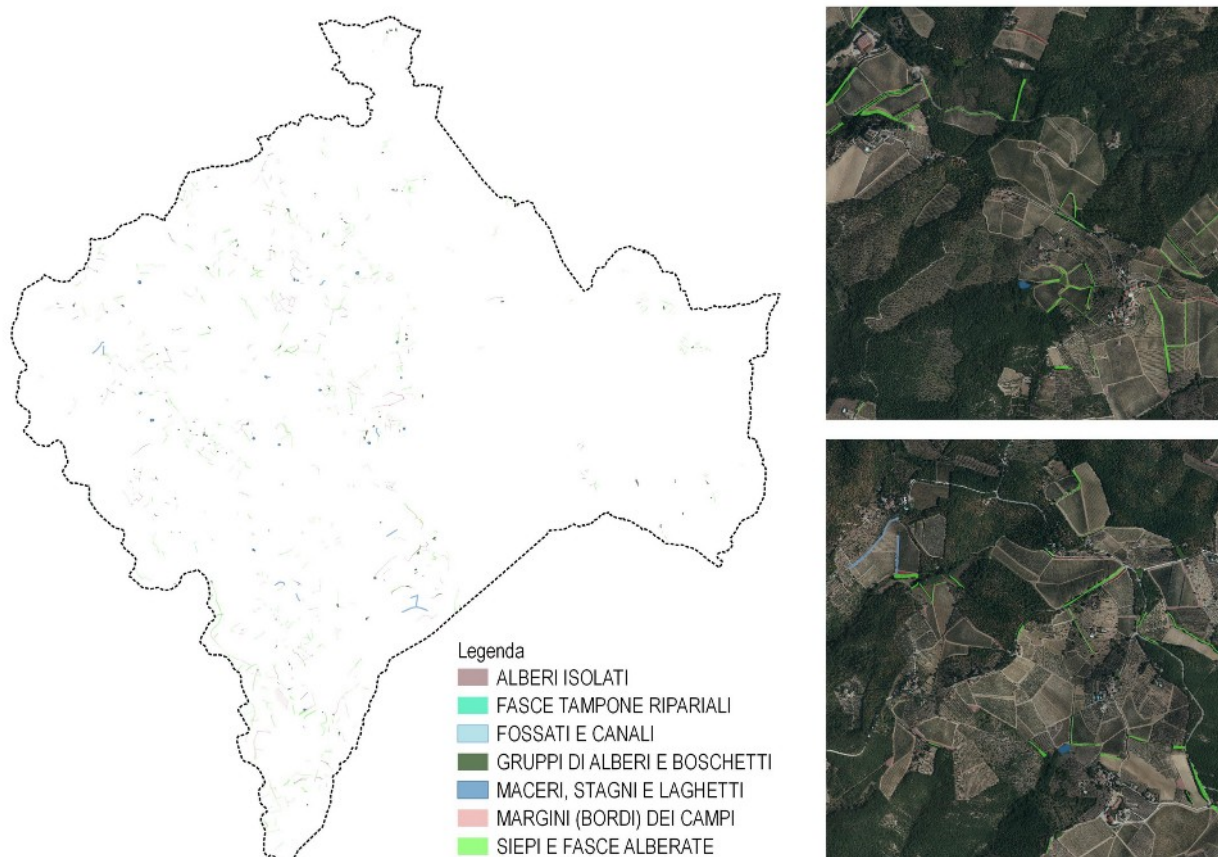 Legenda
ALBERI ISOLATI
FASCE TAMPONE RIPARIALI
FOSSATI E CANALI
GRUPPI DI ALBERI E BOSCHETTI
MACERI, STAGNI E LAGHETTI
MARGINI (BORDI) DEI CAMPI
SIEPI E FASCE ALBERATE